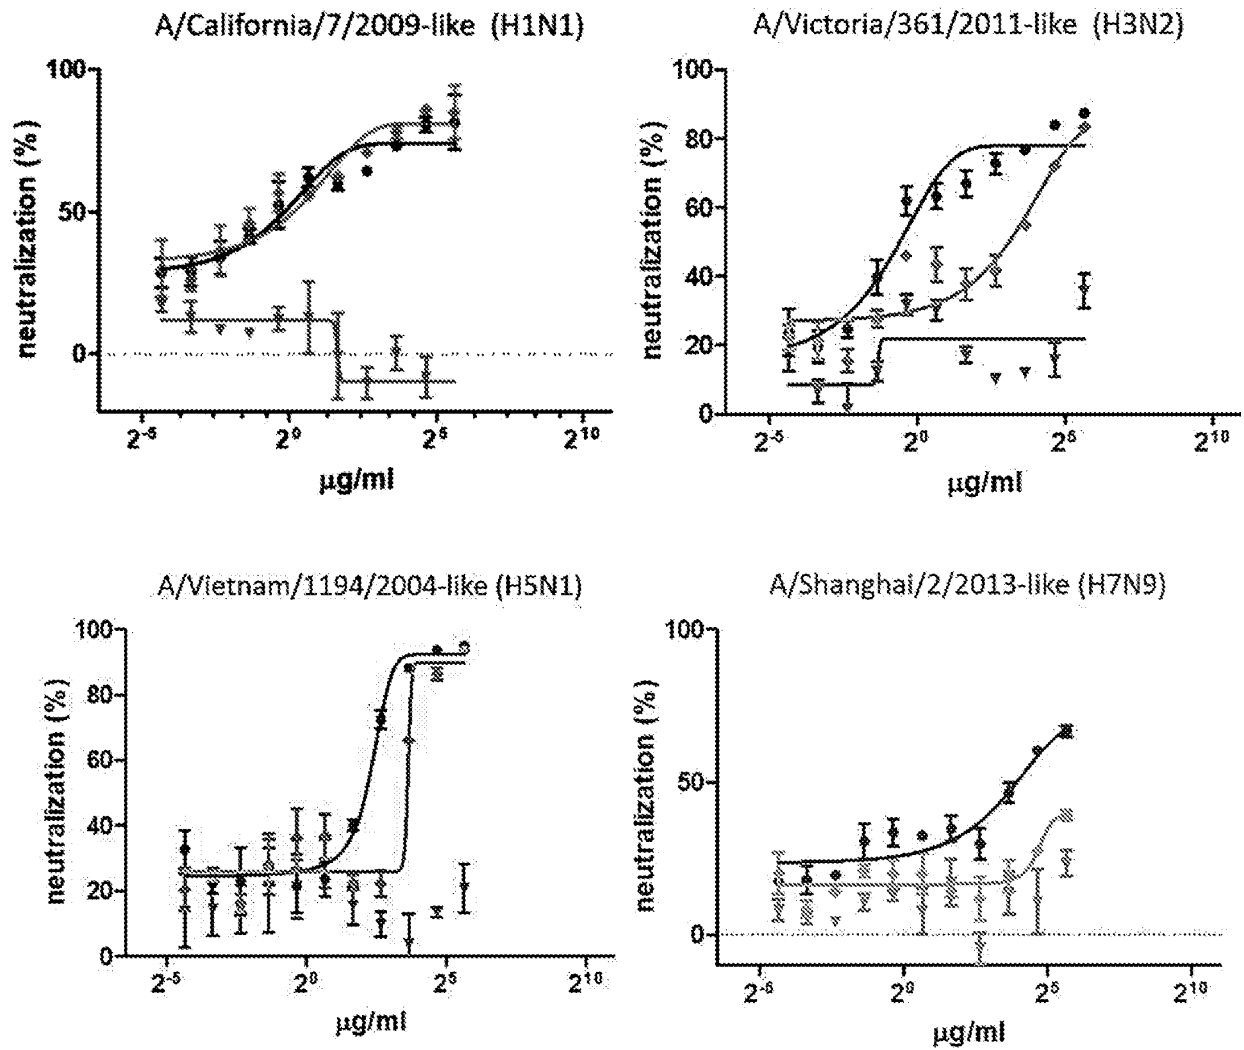 A/California/7/2009-like (H1N1)
A/Victoria/361/2011-like (H3N2)
100
50
0
neutralization (%)
2-5
2⁰
2⁵
2¹⁰
µg/ml
100
80
60
40
20
0
neutralization (%)
2-5
2⁰
2⁵
2¹⁰
µg/ml
A/Vietnam/1194/2004-like (H5N1)
A/Shanghai/2/2013-like (H7N9)
100
80
60
40
20
0
neutralization (%)
2-5
2⁰
2⁵
2¹⁰
µg/ml
100
50
0
neutralization (%)
2-5
2⁰
2⁵
2¹⁰
µg/ml